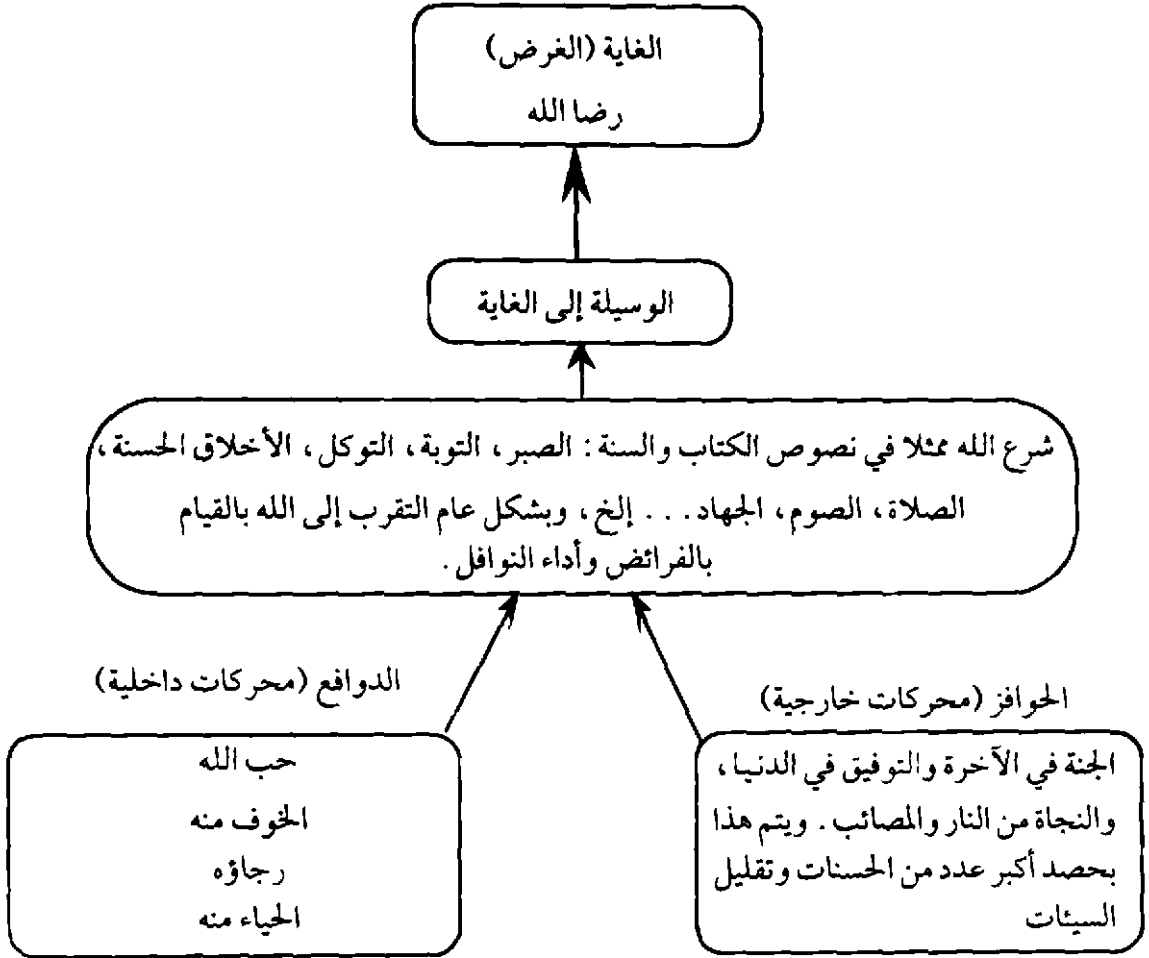 الغاية (الغرض)
رضا الله
الوسيلة إلى الغاية
شرع الله ممثلا في نصوص الكتاب والسنة: الصبر، التوبة، التوكل، الأخلاق الحسنة،
الصلاة، الصوم، الجهاد... إلخ، وبشكل عام التقرب إلى الله بالقيام
بالفرائض وأداء النوافل.
الحوافز (محركات خارجية)
الجنة في الآخرة والتوفيق في الدنيا،
والنجاة من النار والمصائب. ويتم هذا
بحصد أكبر عدد من الحسنات وتقليل
السيئات
الدوافع (محركات داخلية)
حب الله
الخوف منه
رجاؤه
الحياء منه